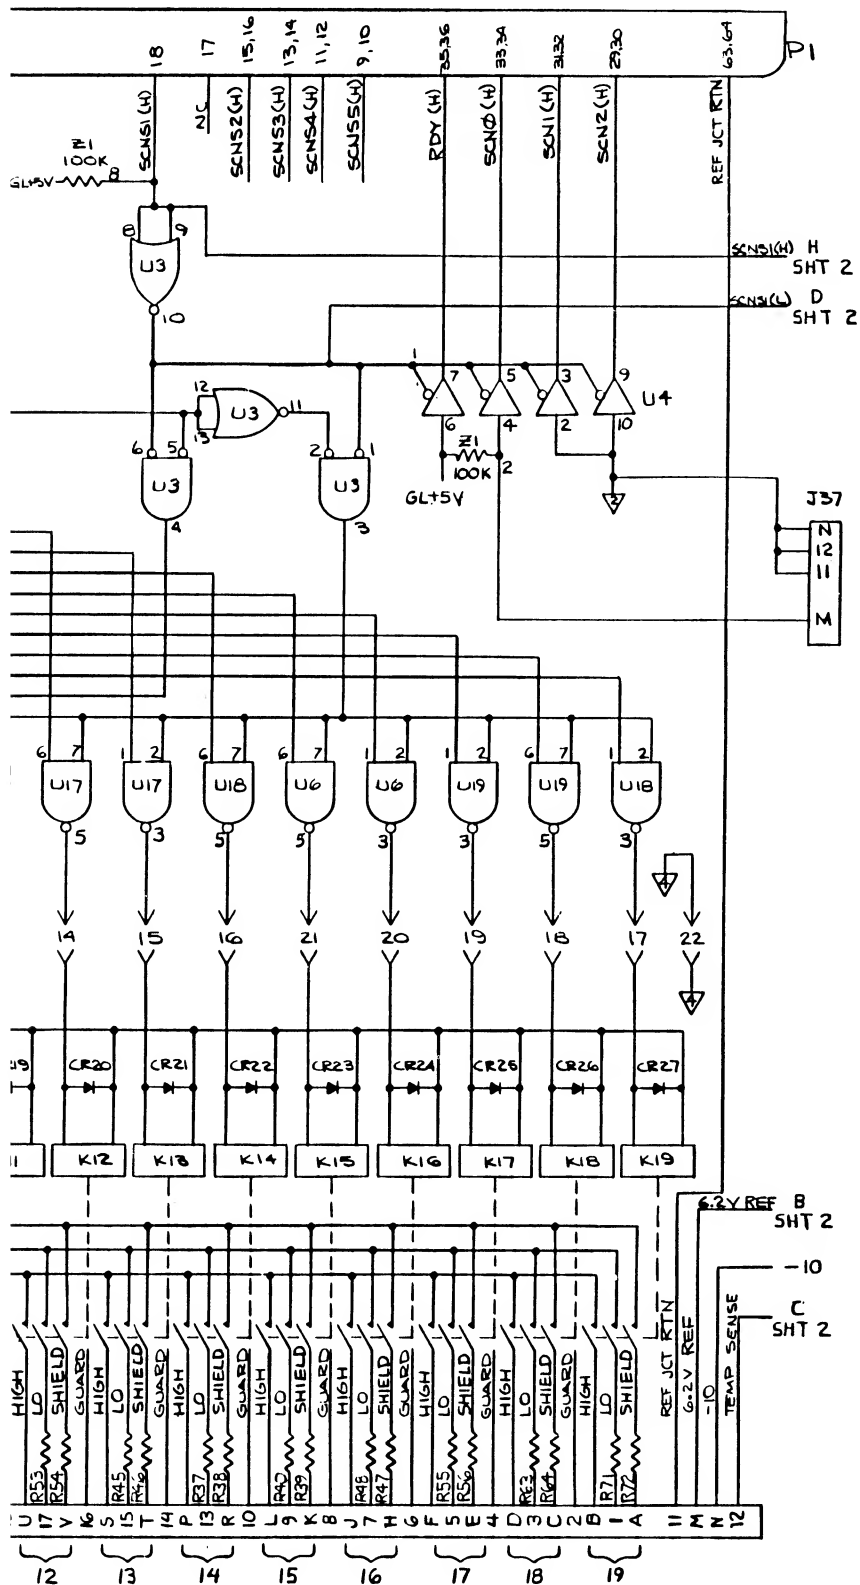 18 17 15,16 13,14 11,12 9,10 35,36 33,34 31,32 29,30 63,64 P1
SCNS1(H) NC SCNS2(H) SCNS3(H) SCNS4(H) SCNS5(H) RDY (H) SCNØ(H) SCN1 (H) SCN2(H) REF JCT RTN
Z1
100K
GL+5V 8
8 9
U3
10
SCNS1(H) H
SHT 2
SCNS1(L) D
SHT 2
1 7 5 3 9 U4
6 4 2 10
12
13 U3 11
6 5 2 1
U3 U3
4 3
Z1
100K 2
GL+5V
2
J37
N
12
11
M
6 7 1 2 6 7 6 7 1 2 1 2 6 7 1 2
U17 U17 U18 U6 U6 U19 U19 U18
5 3 5 5 3 3 5 3
4
14 15 16 21 20 19 18 17 22
4
CR20 CR21 CR22 CR23 CR24 CR25 CR26 CR27
K12 K13 K14 K15 K16 K17 K18 K19
6.2V REF B
SHT 2
-10
C
SHT 2
HIGH LO SHIELD GUARD HIGH LO SHIELD GUARD HIGH LO SHIELD GUARD HIGH LO SHIELD GUARD HIGH LO SHIELD GUARD HIGH LO SHIELD GUARD HIGH LO SHIELD GUARD HIGH LO SHIELD REF JCT RTN 6.2V REF -10 TEMP SENSE
R53 R54 R45 R46 R37 R38 R40 R39 R48 R47 R55 R56 R63 R64 R71 R72
U 17 V 16 S 15 T 14 P 13 R 10 L 9 K 8 J 7 H 6 F 5 E 4 D 3 C 2 B 1 A 11 M N 12
12 13 14 15 16 17 18 19